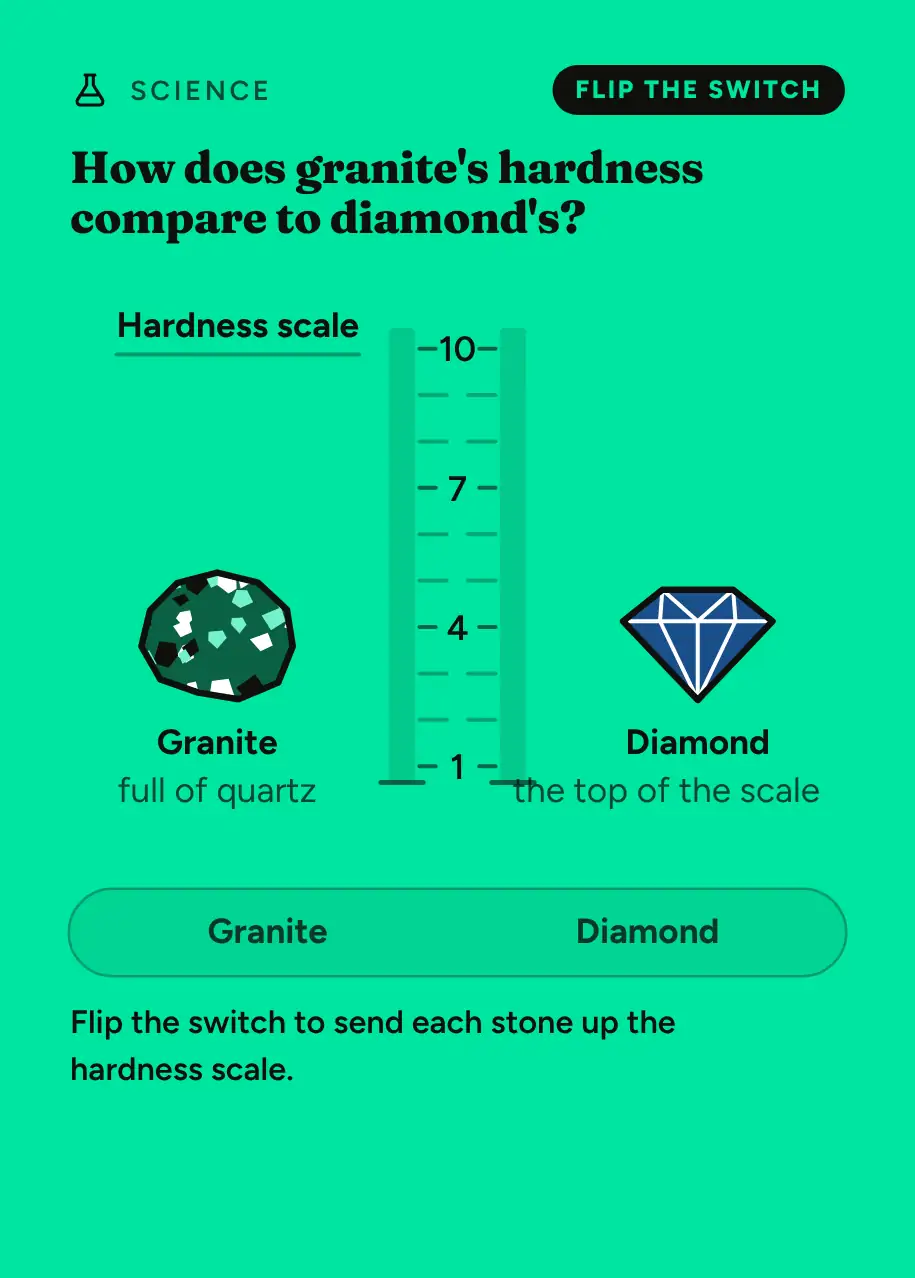 SCIENCE
FLIP THE SWITCH
How does granite's hardness
compare to diamond's?
Hardness scale
10
7
4
1
Granite
full of quartz
Diamond
the top of the scale
Granite
Diamond
Flip the switch to send each stone up the
hardness scale.